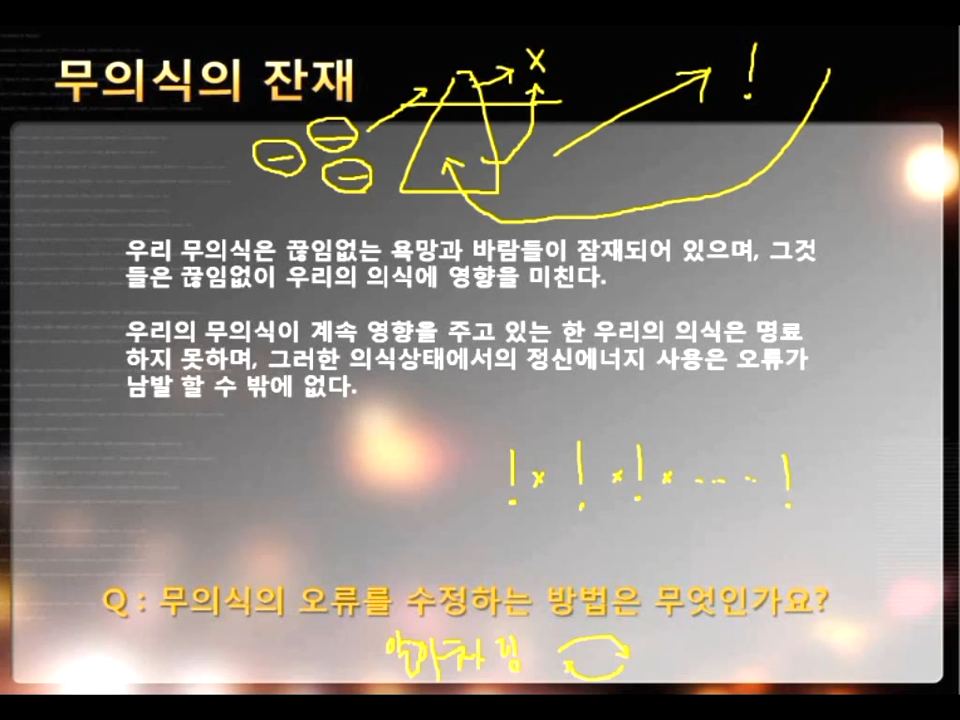 무의식의 잔재
x
!
우리 무의식은 끊임없는 욕망과 바람들이 잠재되어 있으며, 그것
들은 끊임없이 우리의 의식에 영향을 미친다.
우리의 무의식이 계속 영향을 주고 있는 한 우리의 의식은 명료
하지 못하며, 그러한 의식상태에서의 정신에너지 사용은 오류가
남발 할 수 밖에 없다.
! x ! x ! x ..... !
Q : 무의식의 오류를 수정하는 방법은 무엇인가요?
알아차림